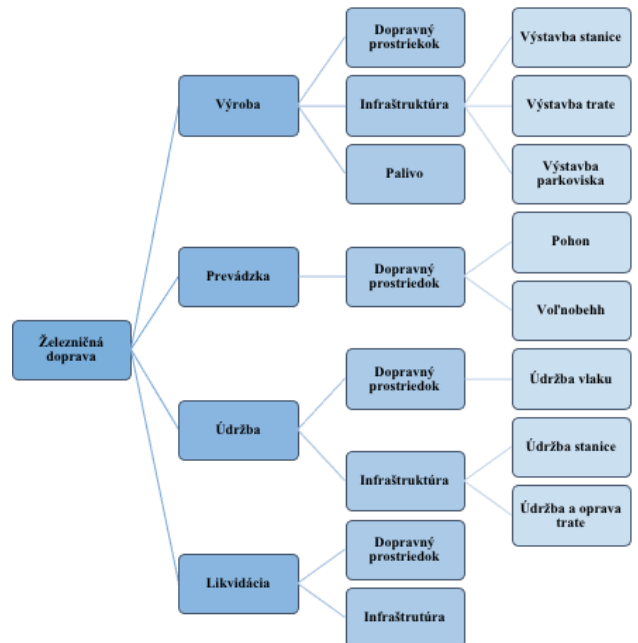 Dopravný
prostriekok
Výstavba stanice
Výroba
Infraštruktúra
Výstavba trate
Palivo
Výstavba
parkoviska
Pohon
Prevádzka
Dopravný
prostriedok
Voľnobehh
Železničná
doprava
Dopravný
prostriedok
Údržba vlaku
Údržba
Údržba stanice
Infraštruktúra
Údržba a oprava
trate
Dopravný
prostriedok
Likvidácia
Infraštrutúra